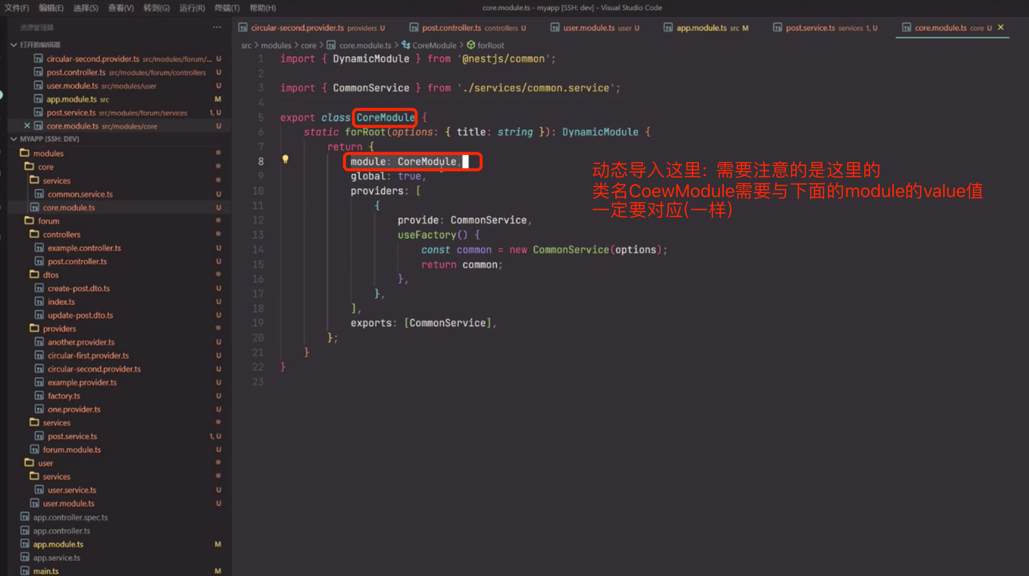 文件(F) 编辑(E) 选择(S) 查看(V) 转到(G) 运行(R) 终端(T) 帮助(H) core.module.ts - myapp [SSH: dev] - Visual Studio Code
资源管理器 ···
circular-second.provider.ts providers U post.controller.ts controllers U user.module.ts user U app.module.ts src M post.service.ts services 1, U core.module.ts core U ×
打开的编辑器
src > modules > core > core.module.ts > CoreModule > forRoot
circular-second.provider.ts src/modules/forum/... U
post.controller.ts src/modules/forum/controllers U
user.module.ts src/modules/user U
app.module.ts src M
post.service.ts src/modules/forum/services 1, U
× core.module.ts src/modules/core U
MYAPP [SSH: DEV]
modules
core
services
common.service.ts U
core.module.ts U
forum
controllers
example.controller.ts U
post.controller.ts U
dtos
create-post.dto.ts U
index.ts U
update-post.dto.ts U
providers
another.provider.ts U
circular-first.provider.ts U
circular-second.provider.ts U
example.provider.ts U
factory.ts U
one.provider.ts U
services
post.service.ts 1, U
forum.module.ts U
user
services
user.service.ts U
user.module.ts U
app.controller.spec.ts
app.controller.ts
app.module.ts M
app.service.ts
main.ts M
1 import { DynamicModule } from '@nestjs/common';
2
3 import { CommonService } from './services/common.service';
4
5 export class CoreModule {
6 static forRoot(options: { title: string }): DynamicModule {
7 return {
8 module: CoreModule,
9 global: true,
10 providers: [
11 {
12 provide: CommonService,
13 useFactory() {
14 const common = new CommonService(options);
15 return common;
16 },
17 },
18 ],
19 exports: [CommonService],
20 };
21 }
22 }
23
动态导入这里: 需要注意的是这里的
类名CoewModule需要与下面的module的value值
一定要对应(一样)